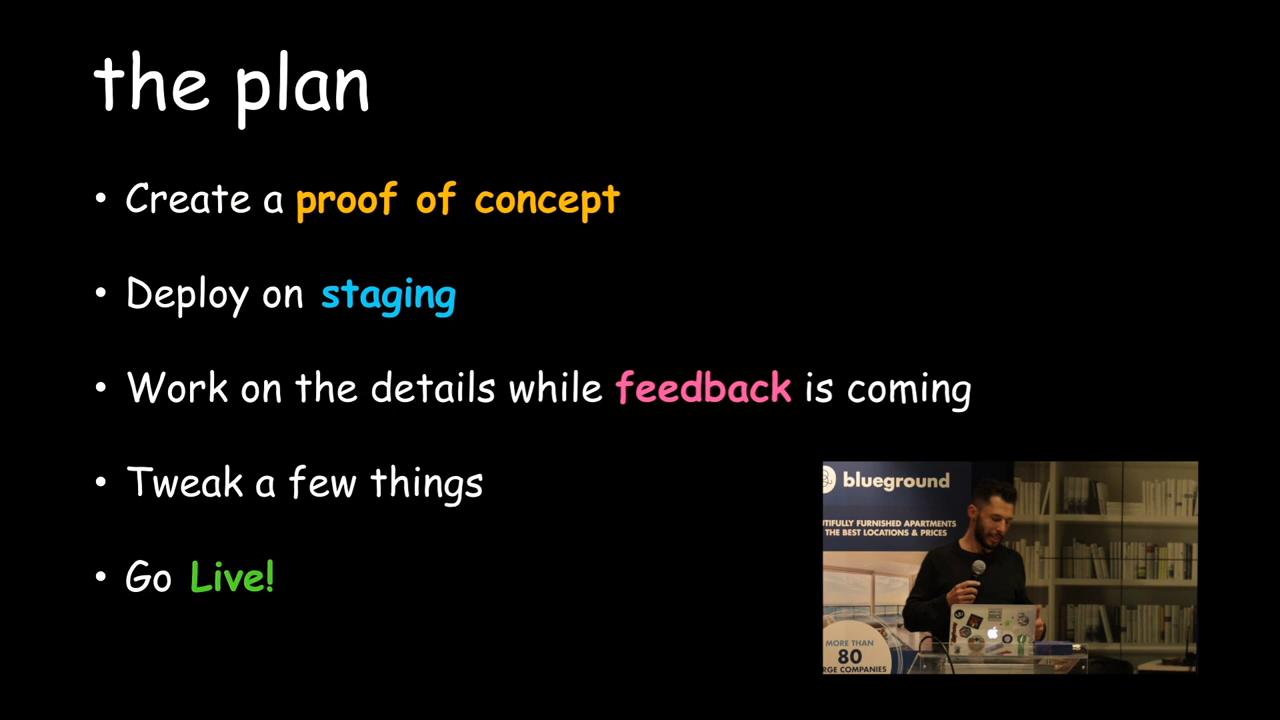 the plan
• Create a proof of concept
• Deploy on staging
• Work on the details while feedback is coming
• Tweak a few things
• Go Live!
blueground
UTIFULLY FURNISHED APARTMENTS
THE BEST LOCATIONS & PRICES
MORE THAN
80
RGE COMPANIES